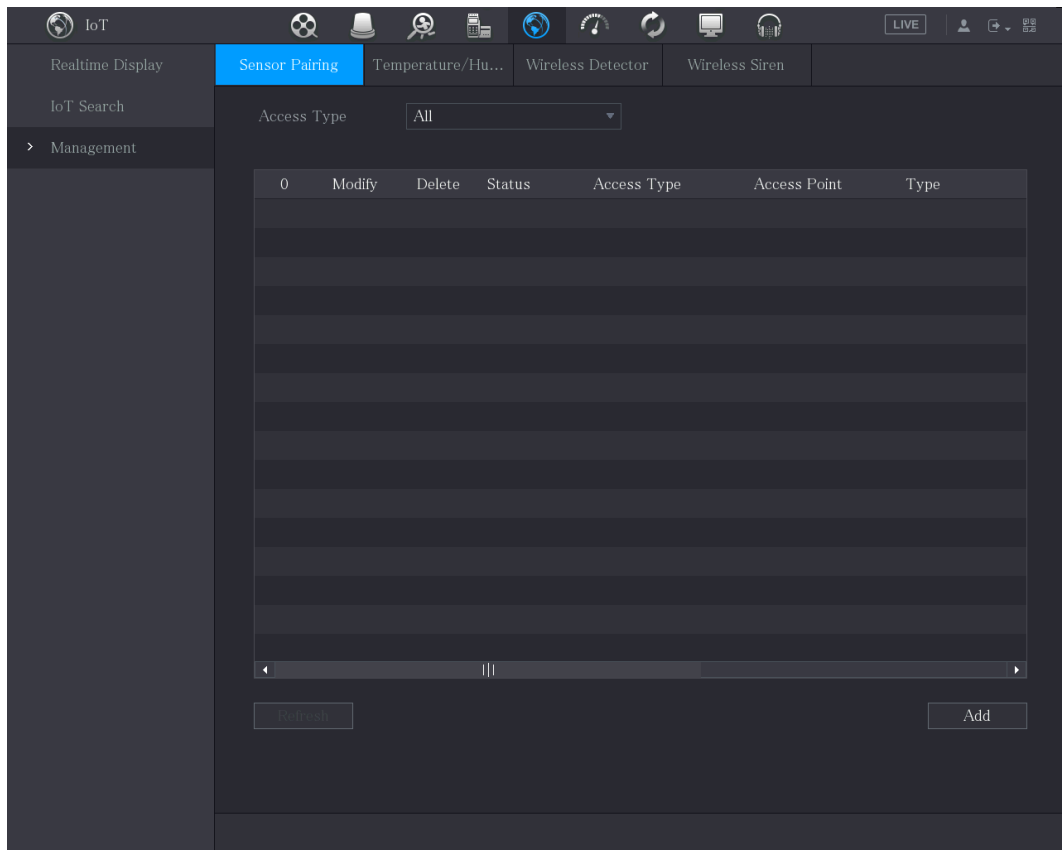 IoT
LIVE
Realtime Display
IoT Search
Management
Sensor Pairing Temperature/Hu... Wireless Detector Wireless Siren
Access Type All
0 Modify Delete Status Access Type Access Point Type
Refresh Add